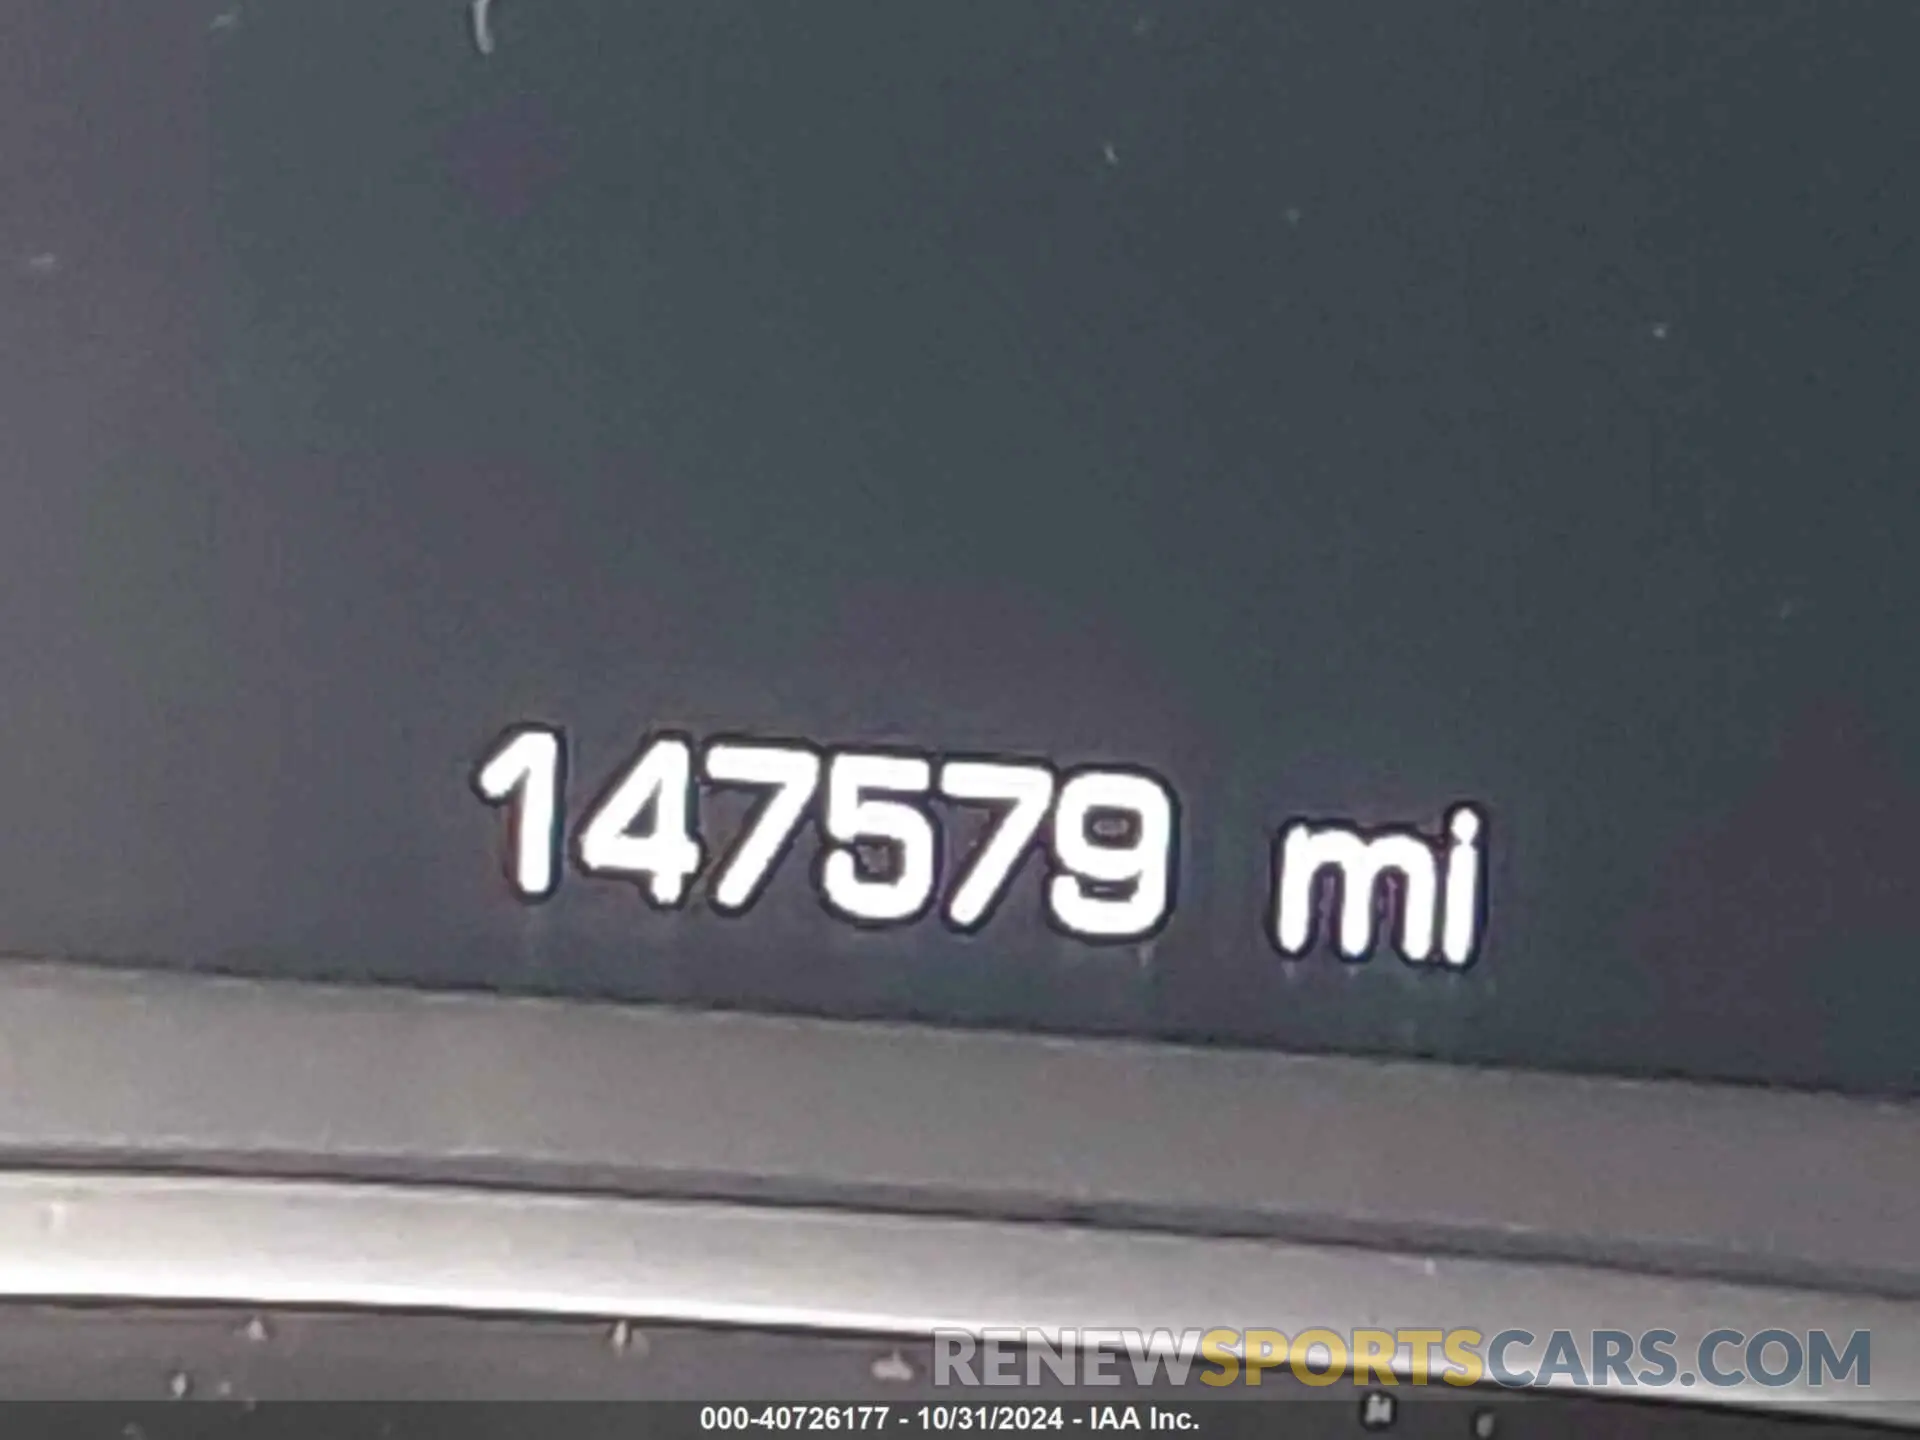 147579 mi
RENEWSPORTSCARS.COM
000-40726177 - 10/31/2024 - IAA Inc.